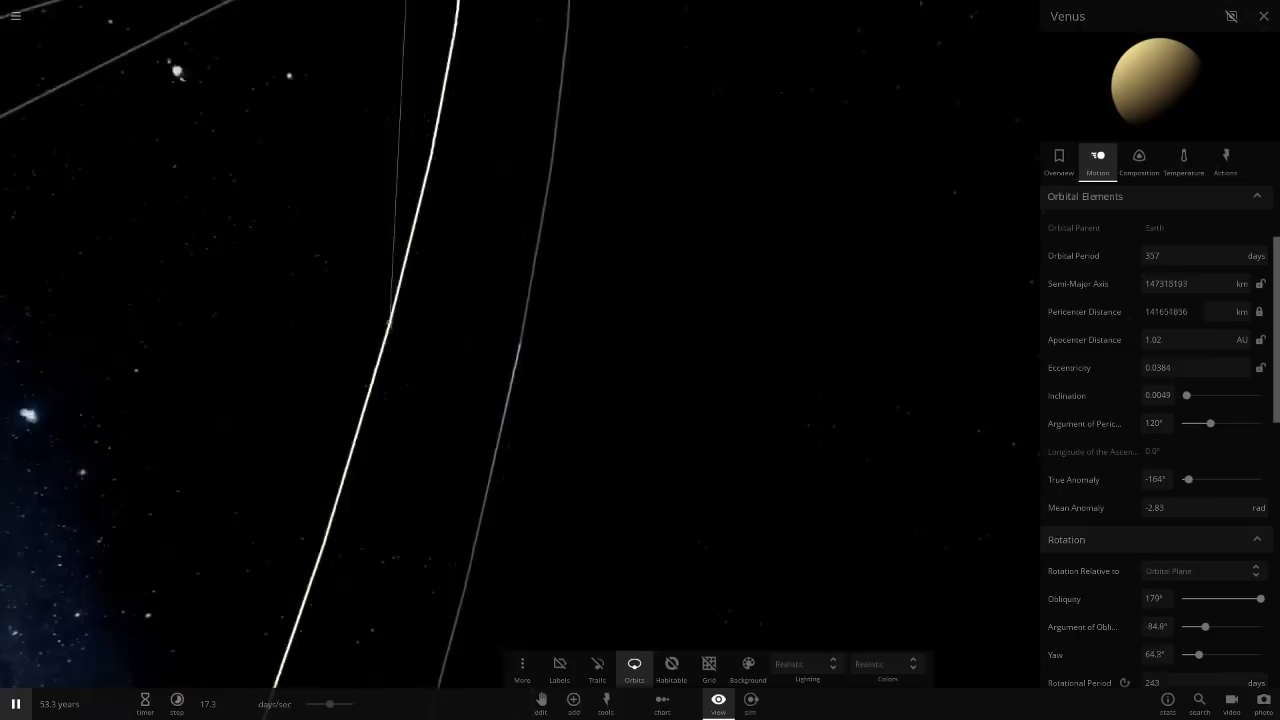 Venus
Overview
Motion
Composition
Temperature
Actions
Orbital Elements
Orbital Parent Earth
Orbital Period 357 days
Semi-Major Axis 147318193 km
Pericenter Distance 141654856 km
Apocenter Distance 1.02 AU
Eccentricity 0.0384
Inclination 0.0049
Argument of Peric... 120°
Longitude of the Ascen... 0.0°
True Anomaly -164°
Mean Anomaly -2.83 rad
Rotation
Rotation Relative to Orbital Plane
Obliquity 179°
Argument of Obli... -84.8°
Yaw 64.3°
Rotational Period 243 days
More
Labels
Trails
Orbits
Habitable
Grid
Background
Realistic
Lighting
Realistic
Colors
53.3 years
timer
step
17.3 days/sec
edit
add
tools
chart
view
sim
stats
search
video
photo